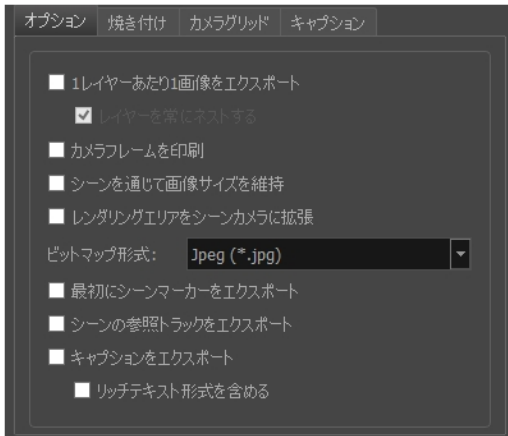 オプション 焼き付け カメラグリッド キャプション
1レイヤーあたり1画像をエクスポート
レイヤーを常にネストする
カメラフレームを印刷
シーンを通じて画像サイズを維持
レンダリングエリアをシーンカメラに拡張
ビットマップ形式: Jpeg (*.jpg)
最初にシーンマーカーをエクスポート
シーンの参照トラックをエクスポート
キャプションをエクスポート
リッチテキスト形式を含める